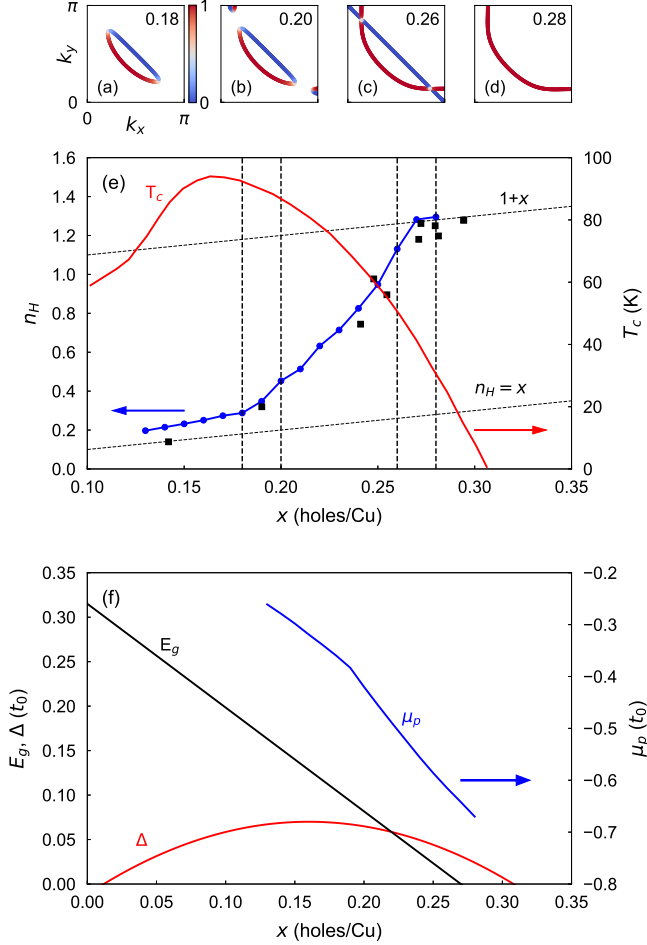 π
k_y
0
0
k_x
π
0.18
(a)
1
0
0.20
(b)
0.26
(c)
0.28
(d)
(e)
T_c
1+x
n_H = x
n_H
1.6
1.4
1.2
1.0
0.8
0.6
0.4
0.2
0.0
100
80
60
40
20
0
T_c (K)
0.10 0.15 0.20 0.25 0.30 0.35
x (holes/Cu)
(f)
E_g
μ_p
Δ
E_g, Δ (t_0)
0.35
0.30
0.25
0.20
0.15
0.10
0.05
0.00
−0.2
−0.3
−0.4
−0.5
−0.6
−0.7
−0.8
μ_p (t_0)
0.00 0.05 0.10 0.15 0.20 0.25 0.30 0.35
x (holes/Cu)